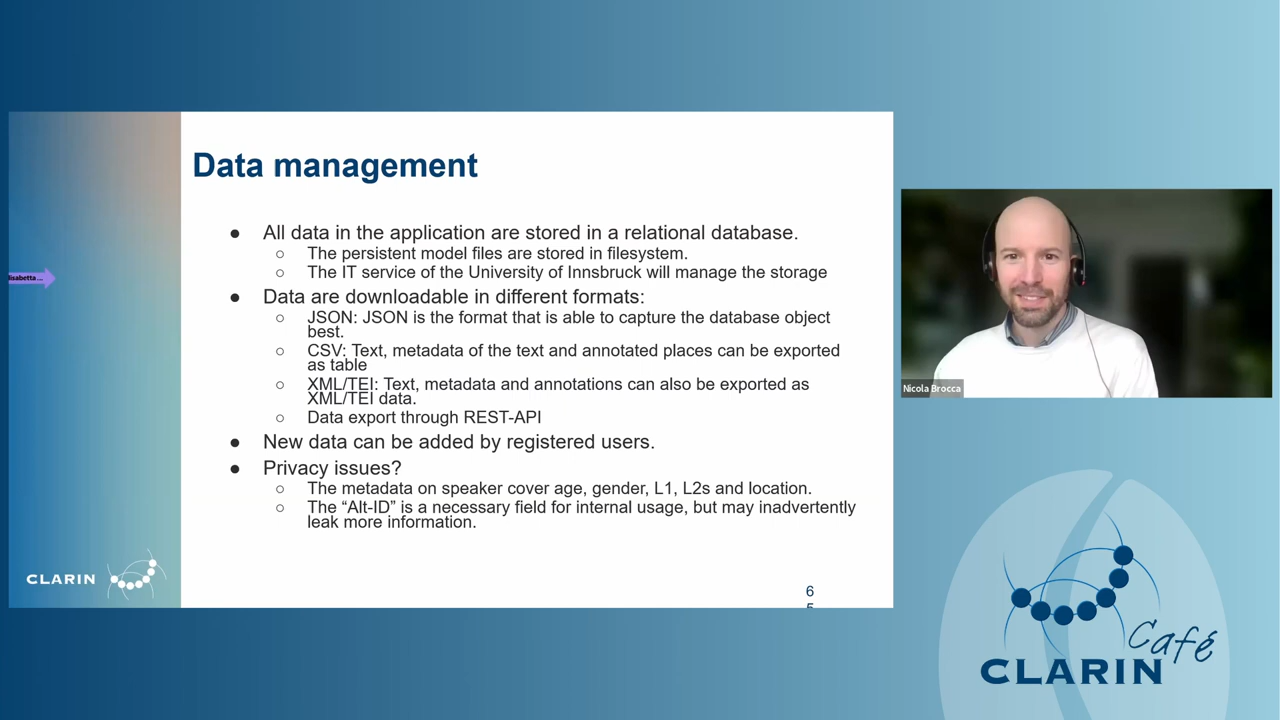 Data management
● All data in the application are stored in a relational database.
○ The persistent model files are stored in filesystem.
○ The IT service of the University of Innsbruck will manage the storage
● Data are downloadable in different formats:
○ JSON: JSON is the format that is able to capture the database object
best.
○ CSV: Text, metadata of the text and annotated places can be exported
as table
○ XML/TEI: Text, metadata and annotations can also be exported as
XML/TEI data.
○ Data export through REST-API
● New data can be added by registered users.
● Privacy issues?
○ The metadata on speaker cover age, gender, L1, L2s and location.
○ The “Alt-ID” is a necessary field for internal usage, but may inadvertently
leak more information.
CLARIN
6
Nicola Brocca
Café
CLARIN